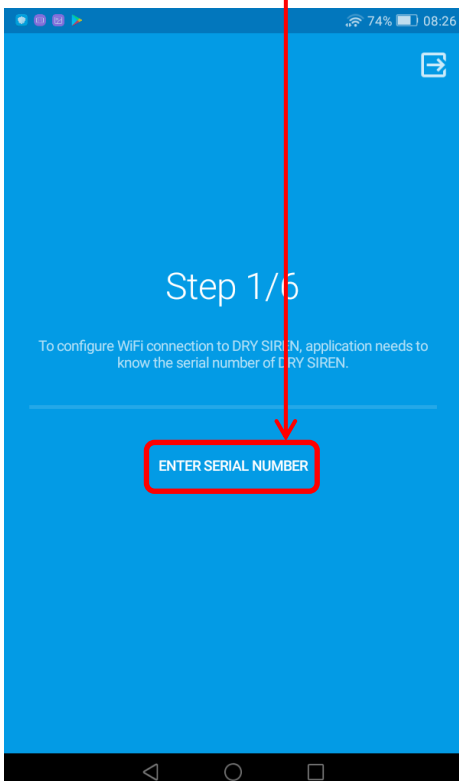 74% 08:26
Step 1/6
To configure WiFi connection to DRY SIREN, application needs to
know the serial number of DRY SIREN.
ENTER SERIAL NUMBER